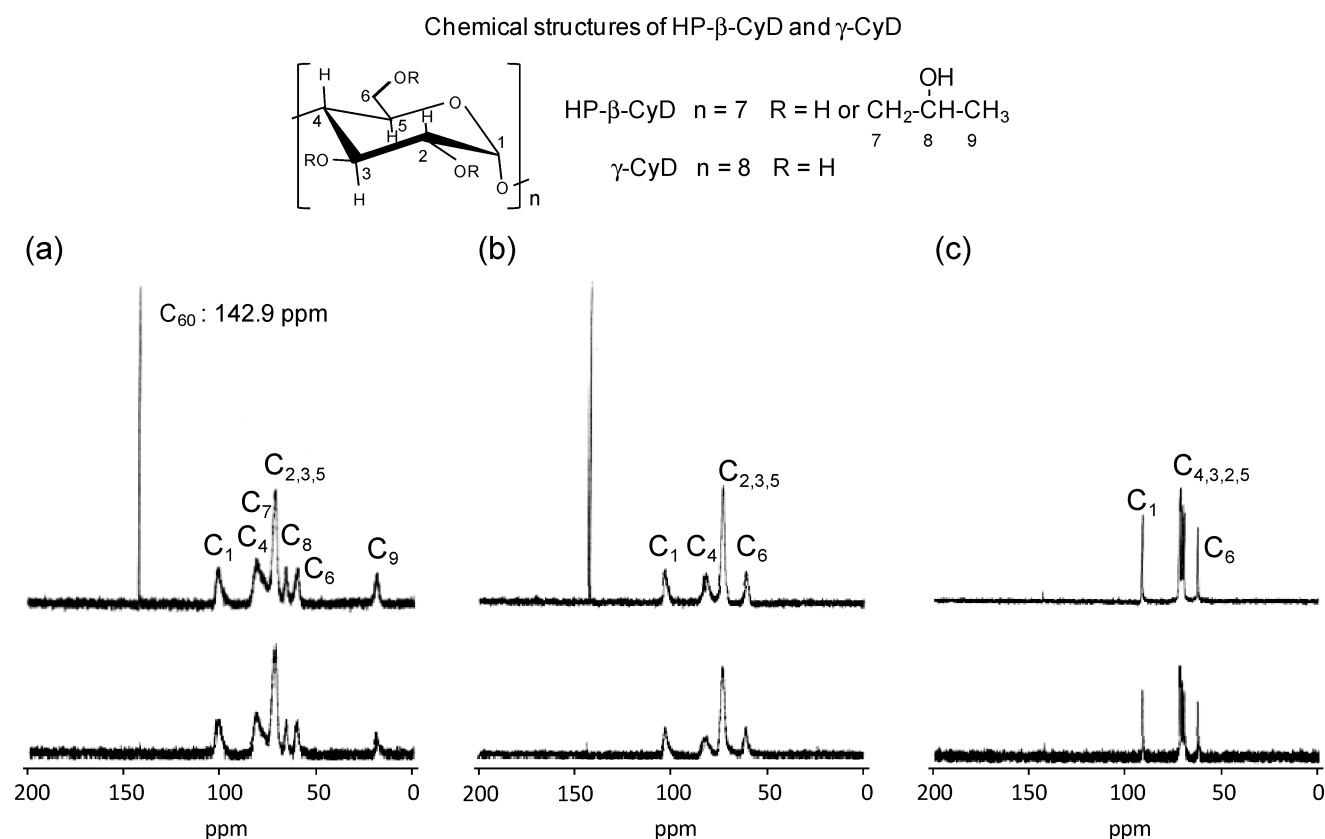 Chemical structures of HP-β-CyD and γ-CyD
H
6
OR
O
4
H
5
H
1
RO
3
2
OR
H
O
n
OH
HP-β-CyD n = 7 R = H or CH2-CH-CH3
7 8 9
γ-CyD n = 8 R = H
(a)
C60 : 142.9 ppm
C2,3,5
C7
C1
C4
C8
C6
C9
200 150 100 50 0
ppm
(b)
C2,3,5
C1
C4
C6
200 150 100 50 0
ppm
(c)
C4,3,2,5
C1
C6
200 150 100 50 0
ppm